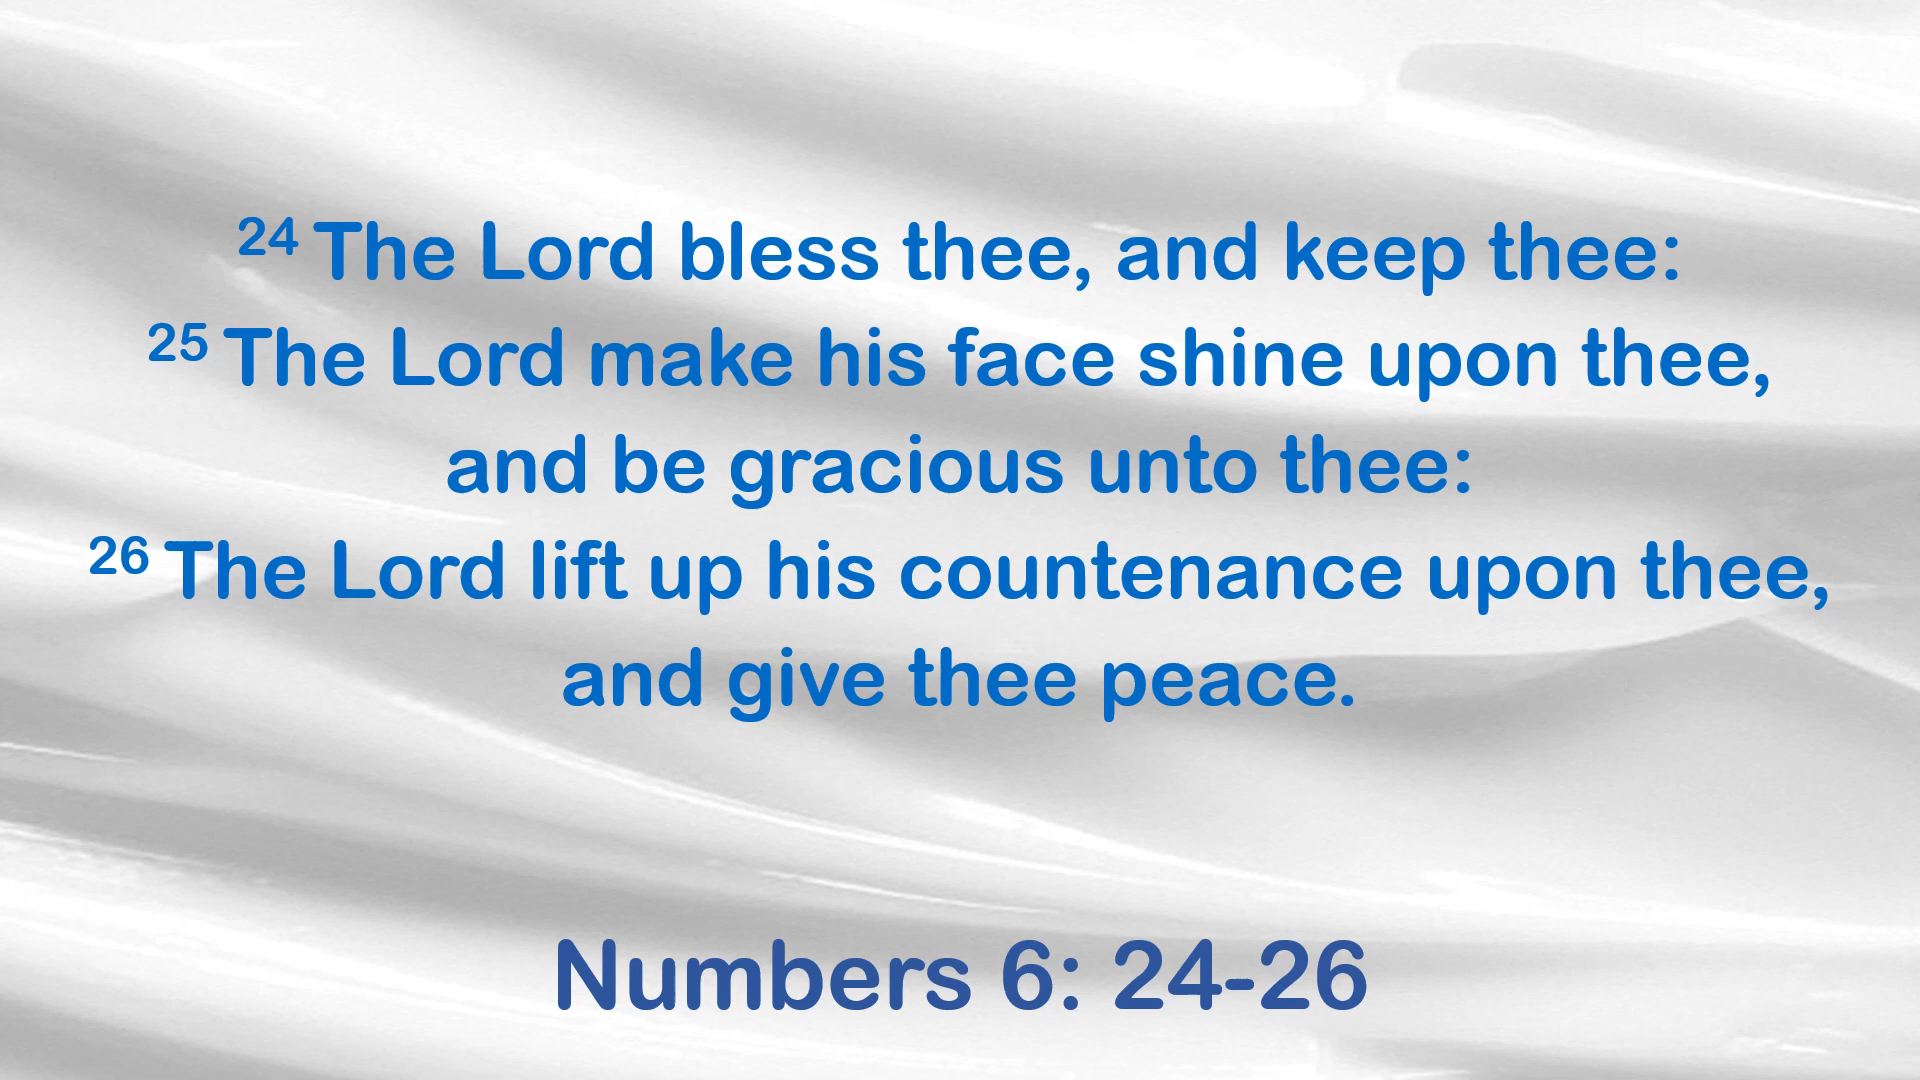 24 The Lord bless thee, and keep thee:
25 The Lord make his face shine upon thee,
and be gracious unto thee:
26 The Lord lift up his countenance upon thee,
and give thee peace.
Numbers 6: 24-26